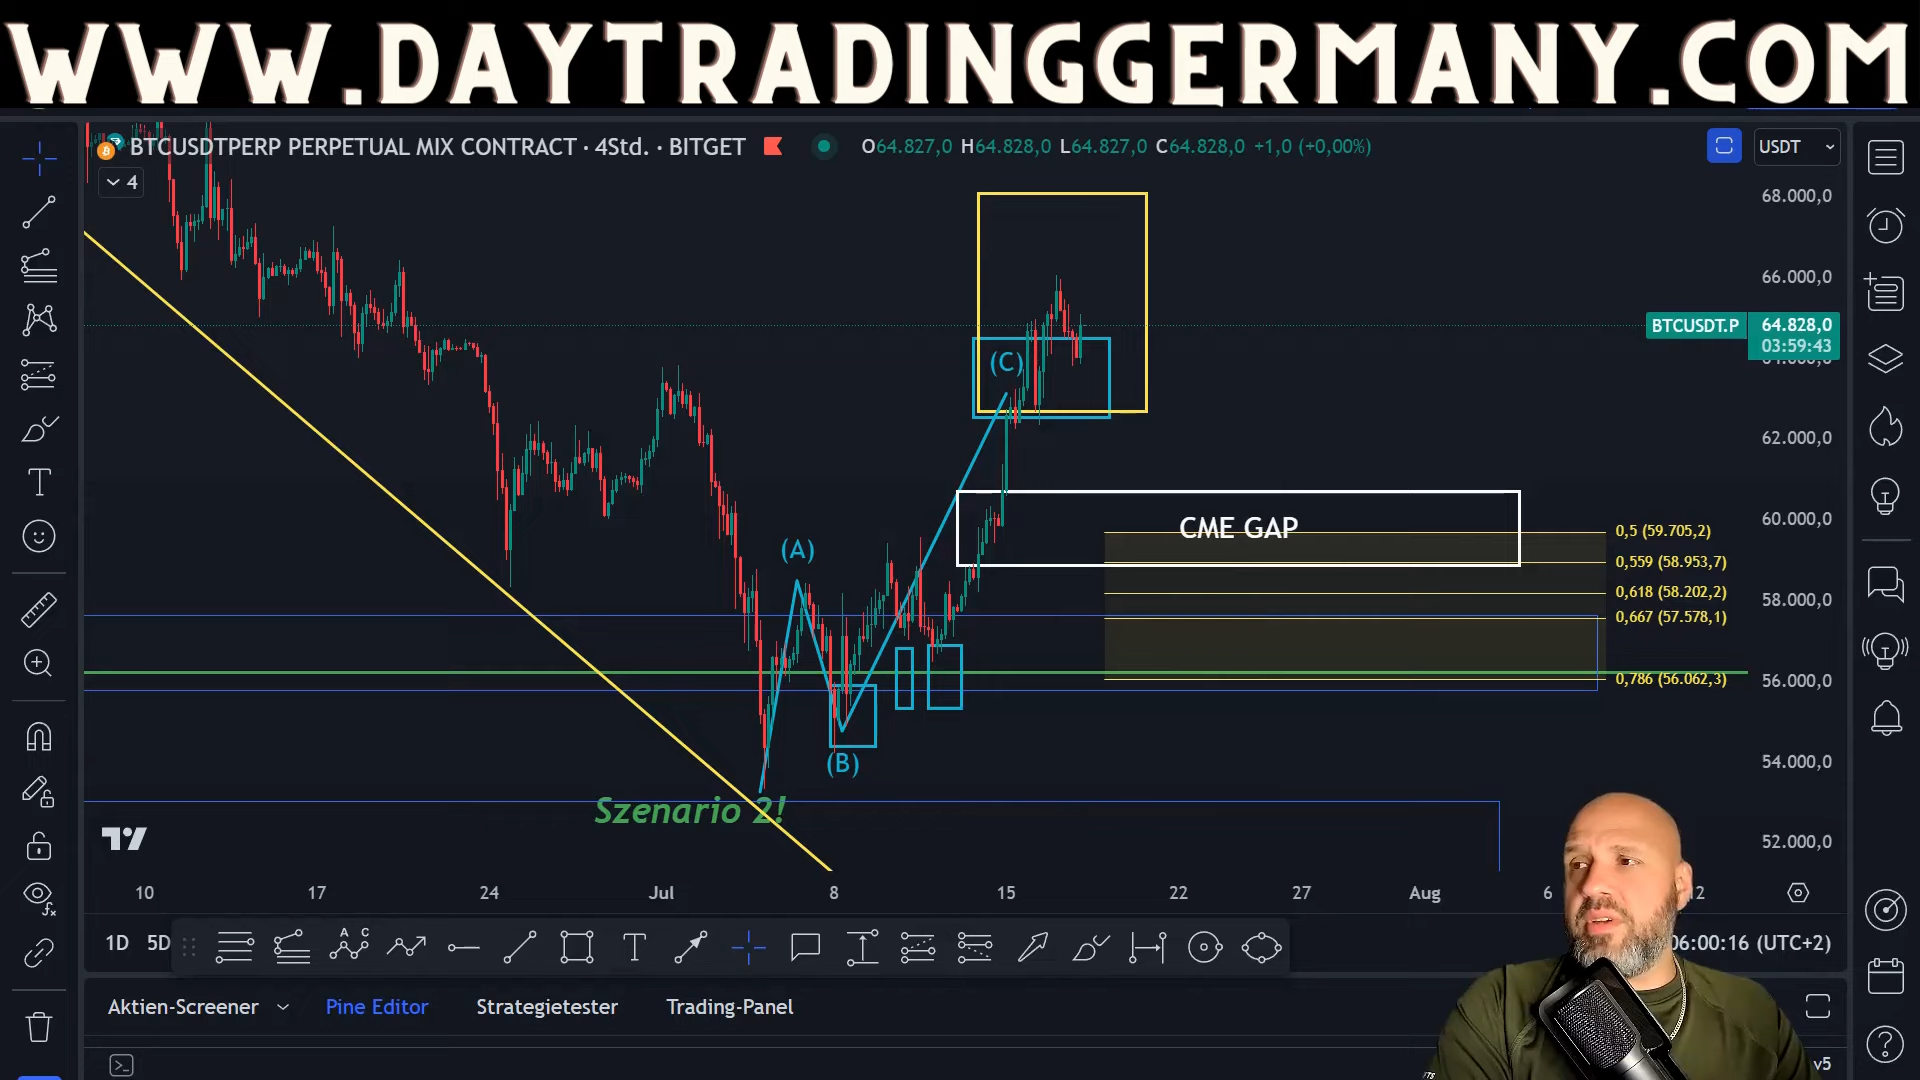 WWW.DAYTRADINGGERMANY.COM
BTCUSDTPERP PERPETUAL MIX CONTRACT · 4Std. · BITGET O64.827,0 H64.828,0 L64.827,0 C64.828,0 +1,0 (+0,00%)
USDT
4
68.000,0
66.000,0
BTCUSDT.P 64.828,0
03:59:43
(C)
62.000,0
60.000,0
CME GAP
0,5 (59.705,2)
(A)
0,559 (58.953,7)
0,618 (58.202,2)
58.000,0
0,667 (57.578,1)
0,786 (56.062,3)
56.000,0
(B)
54.000,0
Szenario 2!
52.000,0
10 17 24 Jul 8 15 22 27 Aug 6 12
1D 5D
A C
06:00:16 (UTC+2)
Aktien-Screener Pine Editor Strategietester Trading-Panel
v5